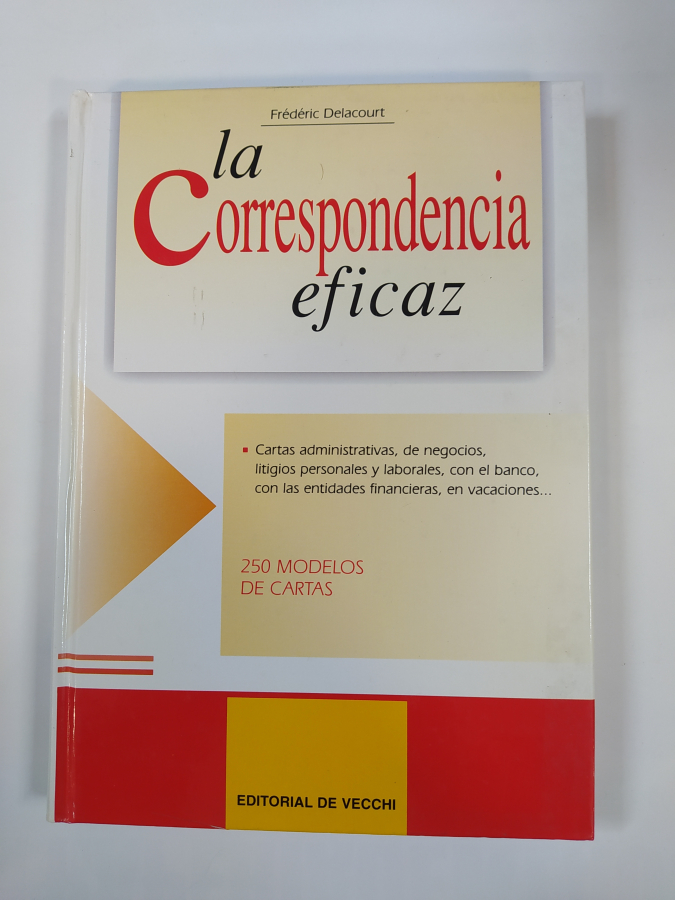 Frédéric Delacourt
la
Correspondencia
eficaz
▪ Cartas administrativas, de negocios,
litigios personales y laborales, con el banco,
con las entidades financieras, en vacaciones...
250 MODELOS
DE CARTAS
EDITORIAL DE VECCHI